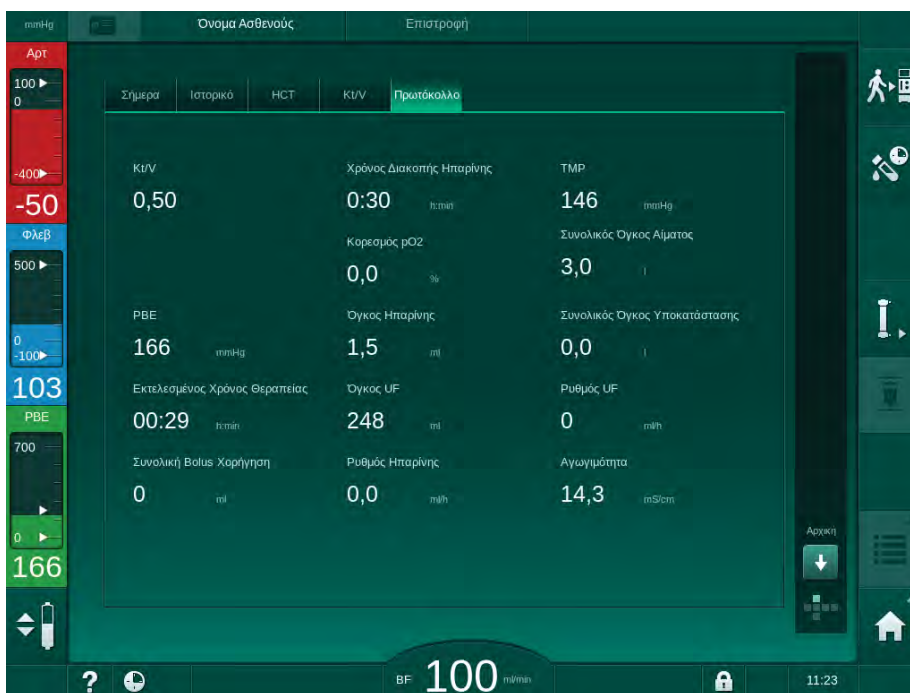 mmHg
Όνομα Ασθενούς
Επιστροφή
Αρτ
100
0
-400
-50
Φλεβ
500
0
-100
103
PBE
700
0
166
Σήμερα Ιστορικό HCT Kt/V Πρωτόκολλο
Kt/V Χρόνος Διακοπής Ηπαρίνης TMP
0,50 0:30 h:min 146 mmHg
Κορεσμός pO2 Συνολικός Όγκος Αίματος
0,0 % 3,0 l
PBE Όγκος Ηπαρίνης Συνολικός Όγκος Υποκατάστασης
166 mmHg 1,5 ml 0,0 l
Εκτελεσμένος Χρόνος Θεραπείας Όγκος UF Ρυθμός UF
00:29 h:min 248 ml 0 ml/h
Συνολική Bolus Χορήγηση Ρυθμός Ηπαρίνης Αγωγιμότητα
0 ml 0,0 ml/h 14,3 mS/cm
Αρχικη
? BF 100 ml/min 11:23